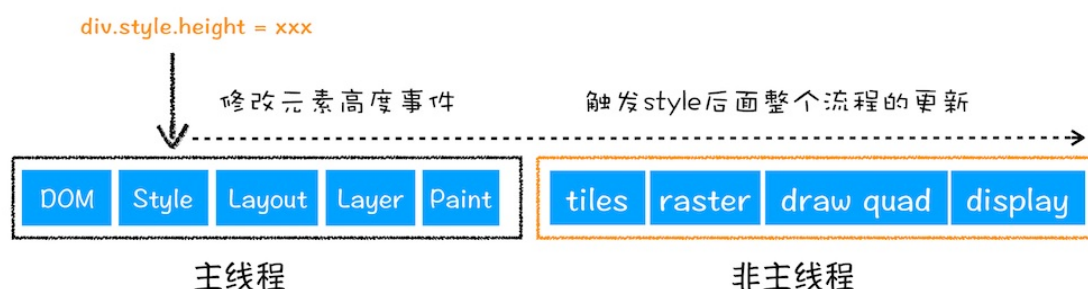 div.style.height = xxx
修改元素高度事件
触发style后面整个流程的更新
DOM Style Layout Layer Paint tiles raster draw quad display
主线程 非主线程